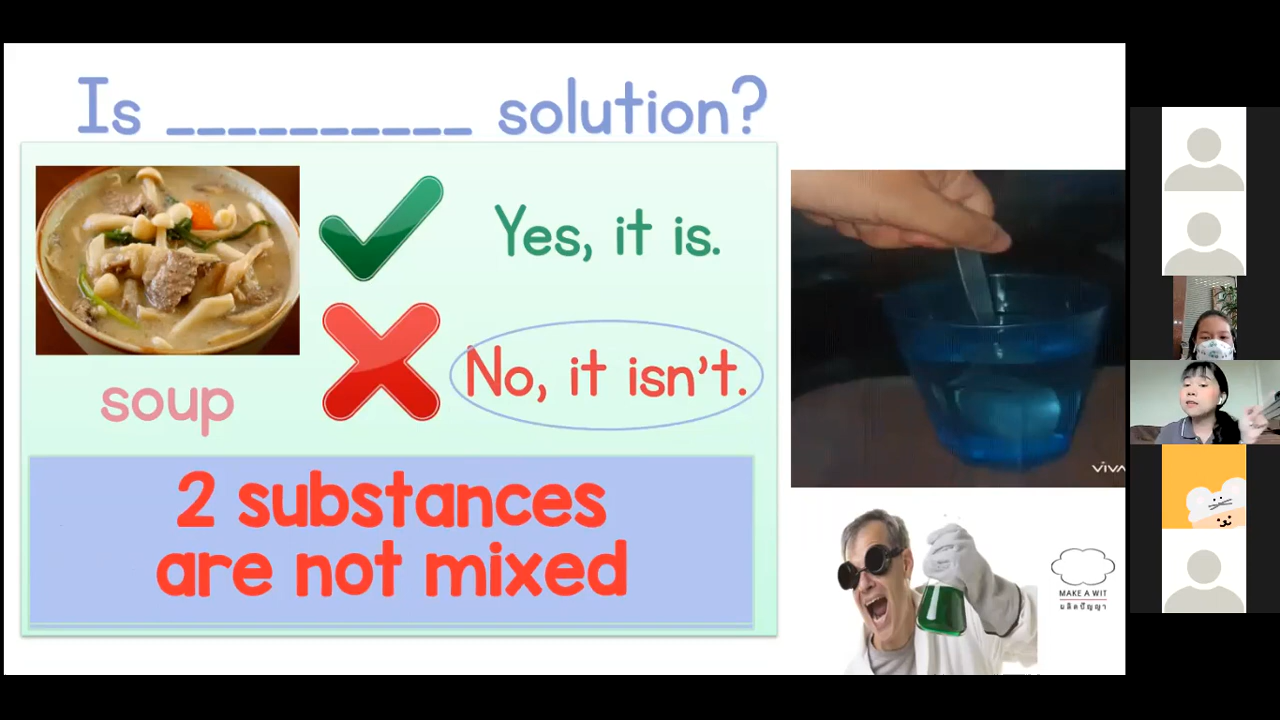 Is __________ solution?
Yes, it is.
No, it isn't.
soup
2 substances
are not mixed
VIVA
MAKE A WIT
ผลิตปัญญา